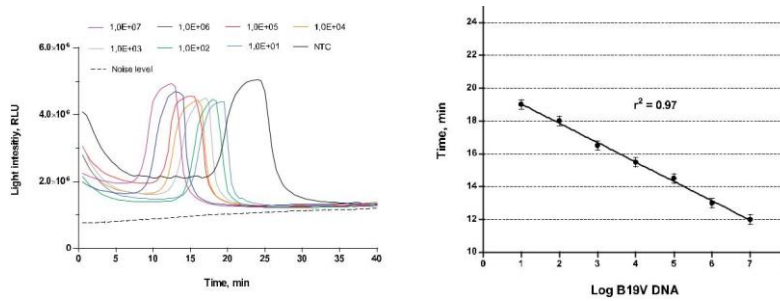 1,0E+07 1,0E+06 1,0E+05 1,0E+04
1,0E+03 1,0E+02 1,0E+01 NTC
Noise level
6.0×10⁶
4.0×10⁶
2.0×10⁶
0
Light intesitiy, RLU
0 5 10 15 20 25 30 35 40
Time, min
24
22
20
18
16
14
12
10
Time, min
r² = 0.97
0 1 2 3 4 5 6 7
Log B19V DNA